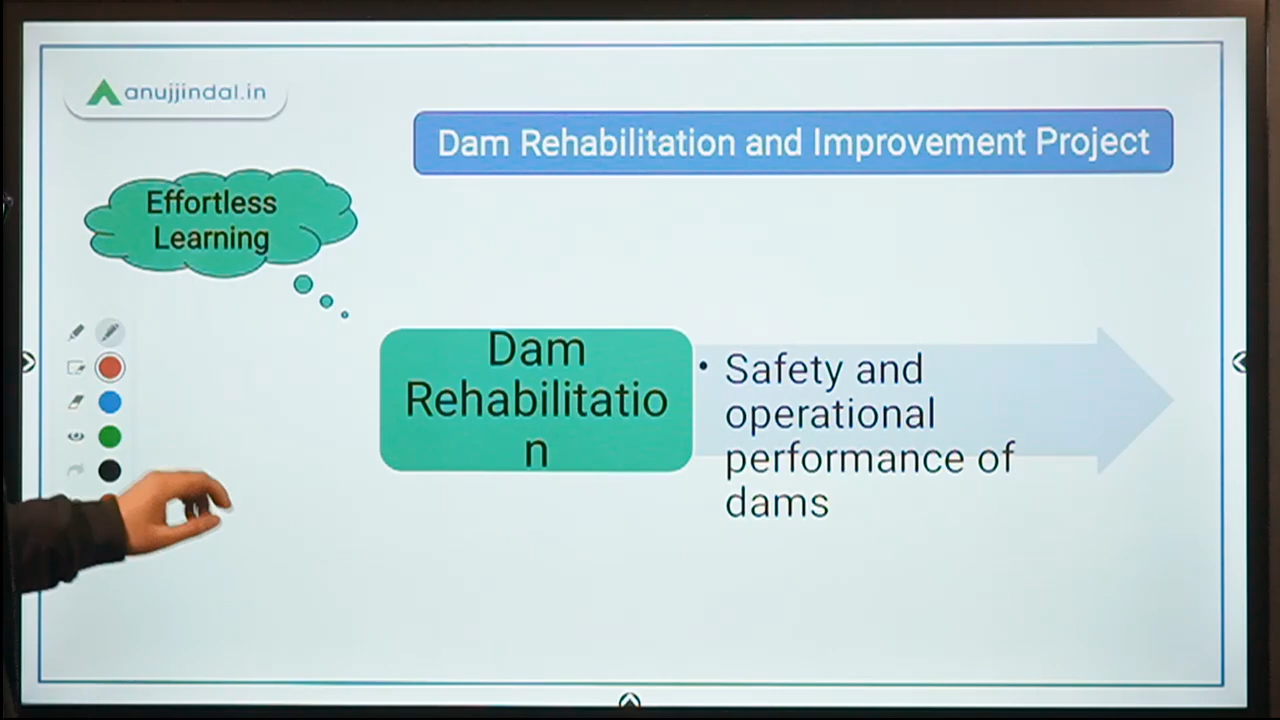 anujjindal.in
Dam Rehabilitation and Improvement Project
Effortless
Learning
Dam
Rehabilitatio
n
• Safety and
operational
performance of
dams